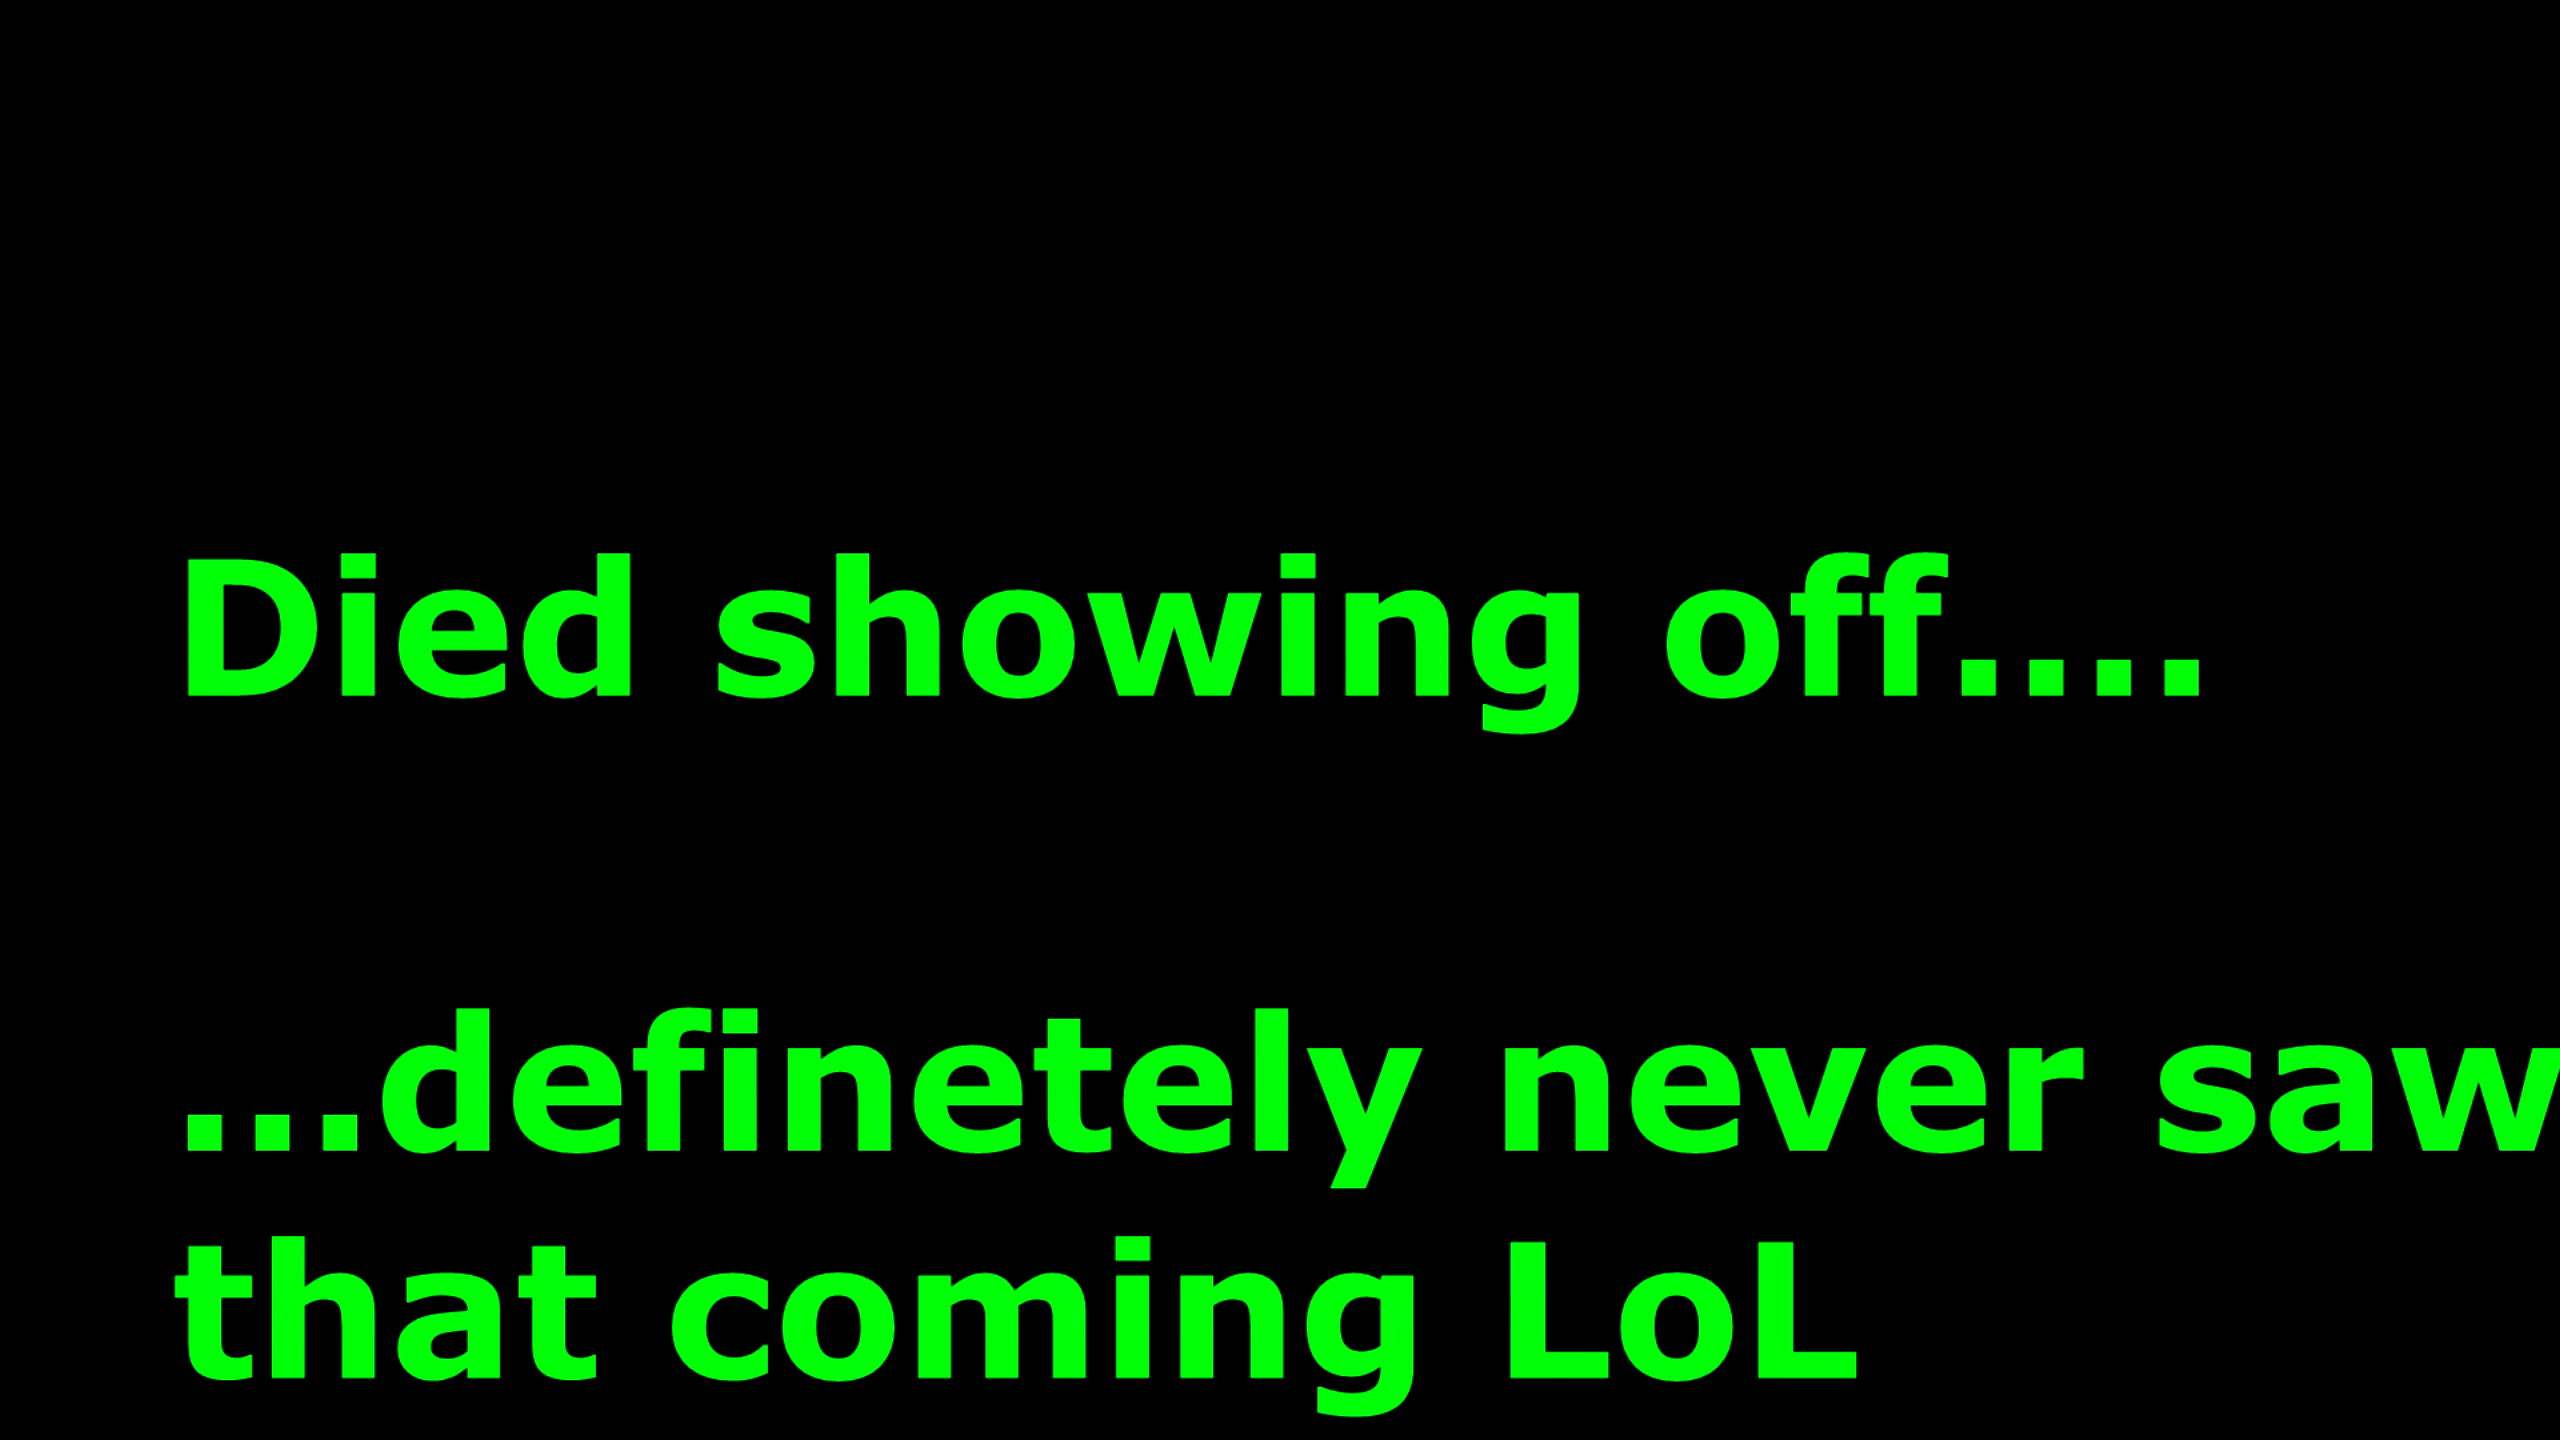 Died showing off....
...definetely never saw
that coming LoL